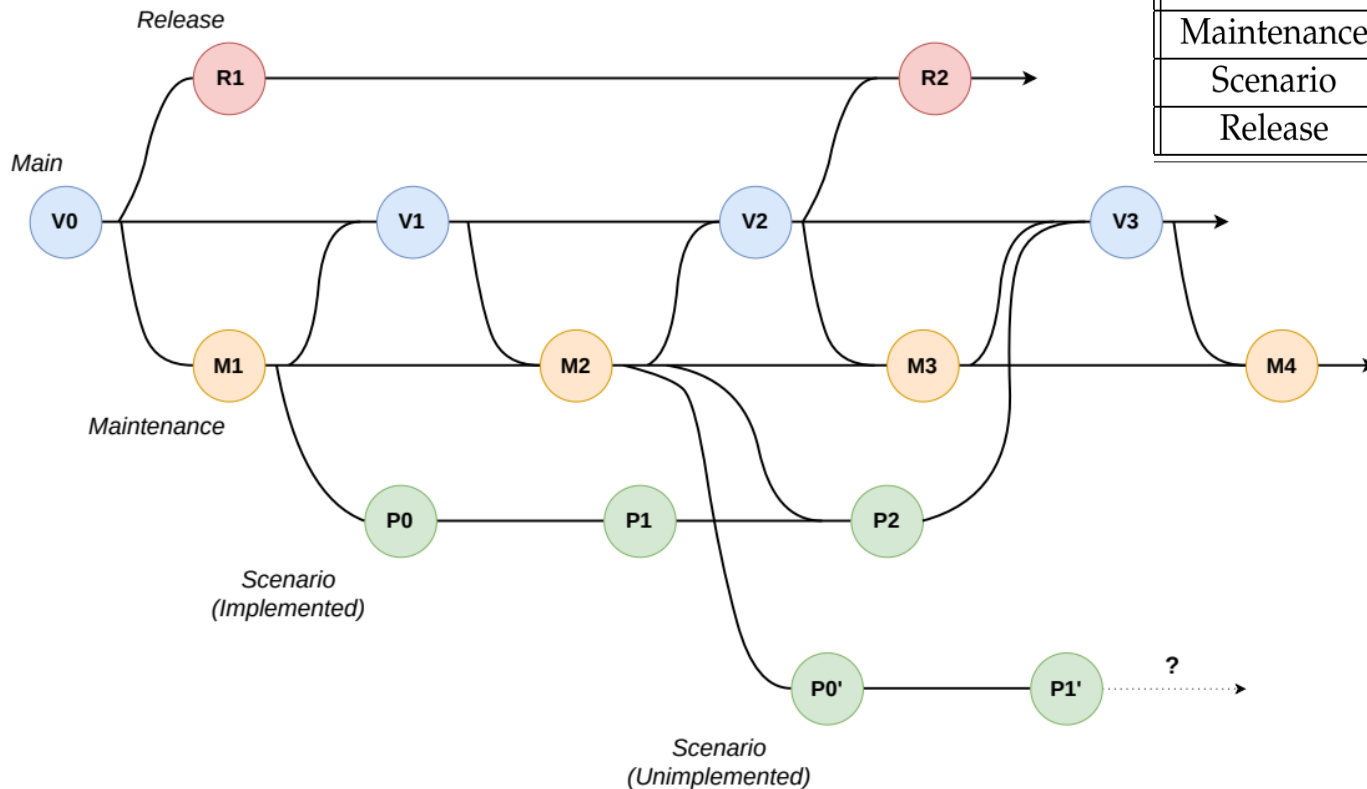 Release
Maintenance
Scenario
Release
R1
R2
Main
V0
V1
V2
V3
M1
M2
M3
M4
Maintenance
P0
P1
P2
Scenario
(Implemented)
?
P0'
P1'
Scenario
(Unimplemented)